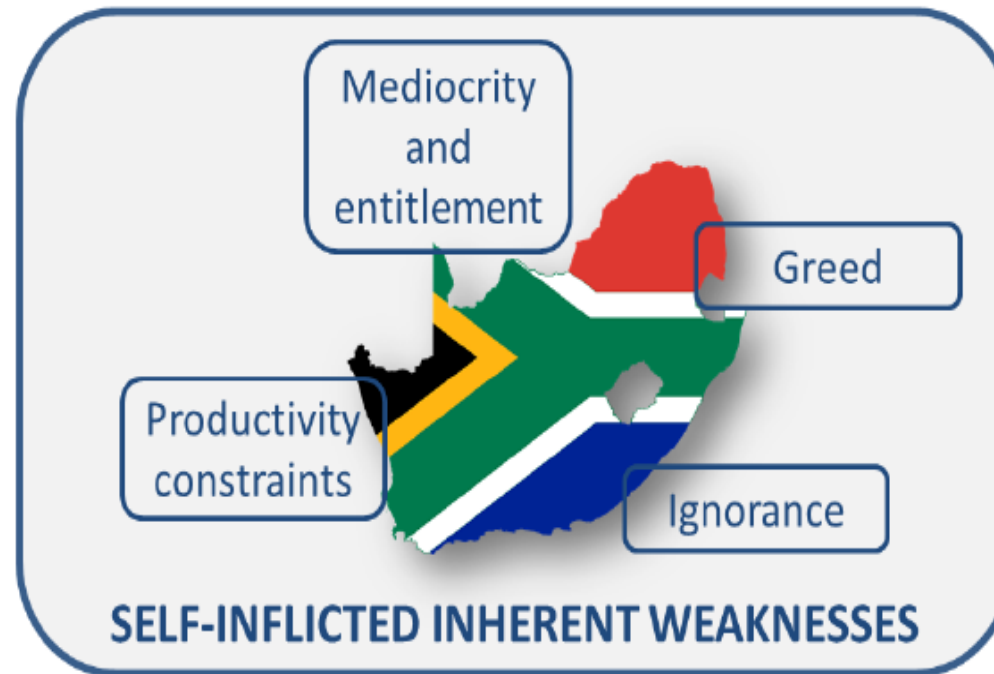 Mediocrity
and
entitlement
Greed
Productivity
constraints
Ignorance
SELF-INFLICTED INHERENT WEAKNESSES